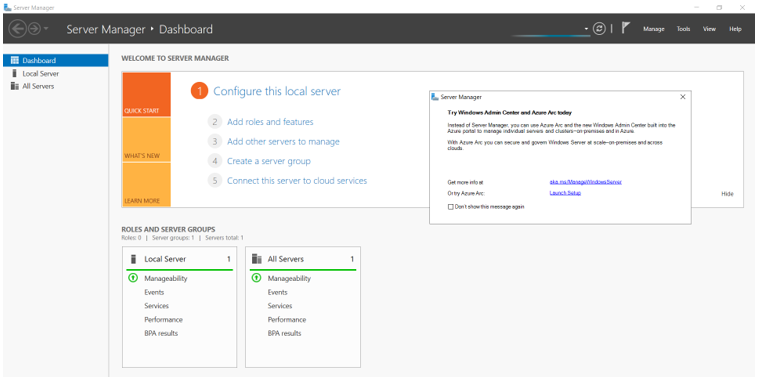 Server Manager
Server Manager • Dashboard
Manage Tools View Help
Dashboard
Local Server
All Servers
WELCOME TO SERVER MANAGER
QUICK START
WHAT'S NEW
LEARN MORE
1 Configure this local server
2 Add roles and features
3 Add other servers to manage
4 Create a server group
5 Connect this server to cloud services
Hide
Server Manager
Try Windows Admin Center and Azure Arc today
Instead of Server Manager, you can use Azure Arc and the new Windows Admin Center built into the
Azure portal to manage individual servers and clusters-on-premises and in Azure.
With Azure Arc you can secure and govern Windows Server at scale-on-premises and across
clouds.
Get more info at aka.ms/ManageWindowsServer
Or try Azure Arc: Launch Setup
Don't show this message again
ROLES AND SERVER GROUPS
Roles: 0 | Server groups: 1 | Servers total: 1
Local Server 1
Manageability
Events
Services
Performance
BPA results
All Servers 1
Manageability
Events
Services
Performance
BPA results